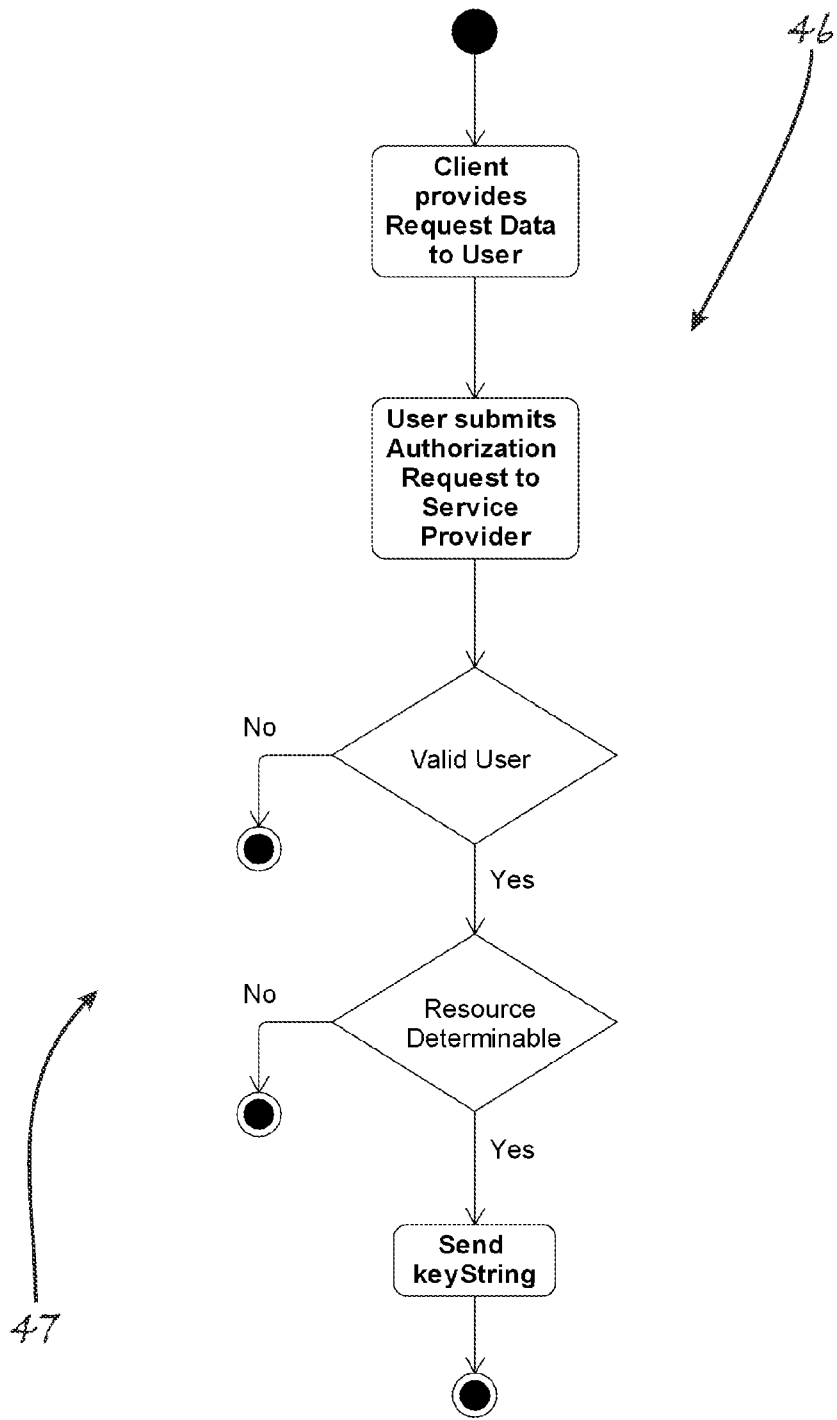 46
Client
provides
Request Data
to User
User submits
Authorization
Request to
Service
Provider
No
Valid User
Yes
No
Resource
Determinable
Yes
Send
keyString
47